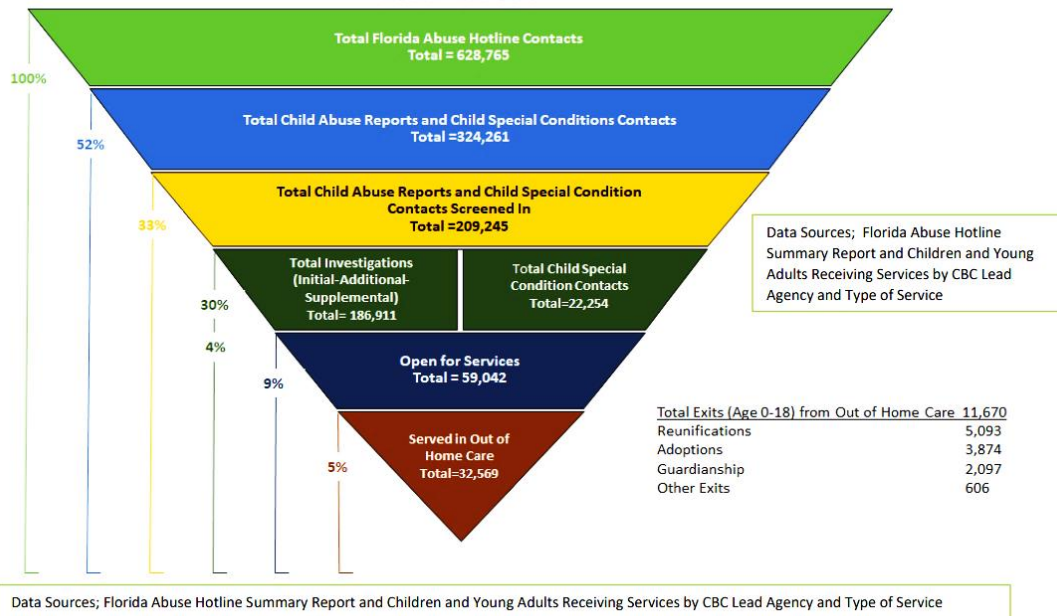 Total Florida Abuse Hotline Contacts
Total = 628,765
100%
Total Child Abuse Reports and Child Special Conditions Contacts
Total =324,261
52%
Total Child Abuse Reports and Child Special Condition
Contacts Screened In
Total =209,245
33%
Data Sources; Florida Abuse Hotline
Summary Report and Children and Young
Adults Receiving Services by CBC Lead
Agency and Type of Service
Total Investigations
(Initial-Additional-
Supplemental)
Total= 186,911
Total Child Special
Condition Contacts
Total=22,254
30%
4%
Open for Services
Total = 59,042
9%
Served in Out of
Home Care
Total=32,569
5%
Total Exits (Age 0-18) from Out of Home Care 11,670
Reunifications 5,093
Adoptions 3,874
Guardianship 2,097
Other Exits 606
Data Sources; Florida Abuse Hotline Summary Report and Children and Young Adults Receiving Services by CBC Lead Agency and Type of Service